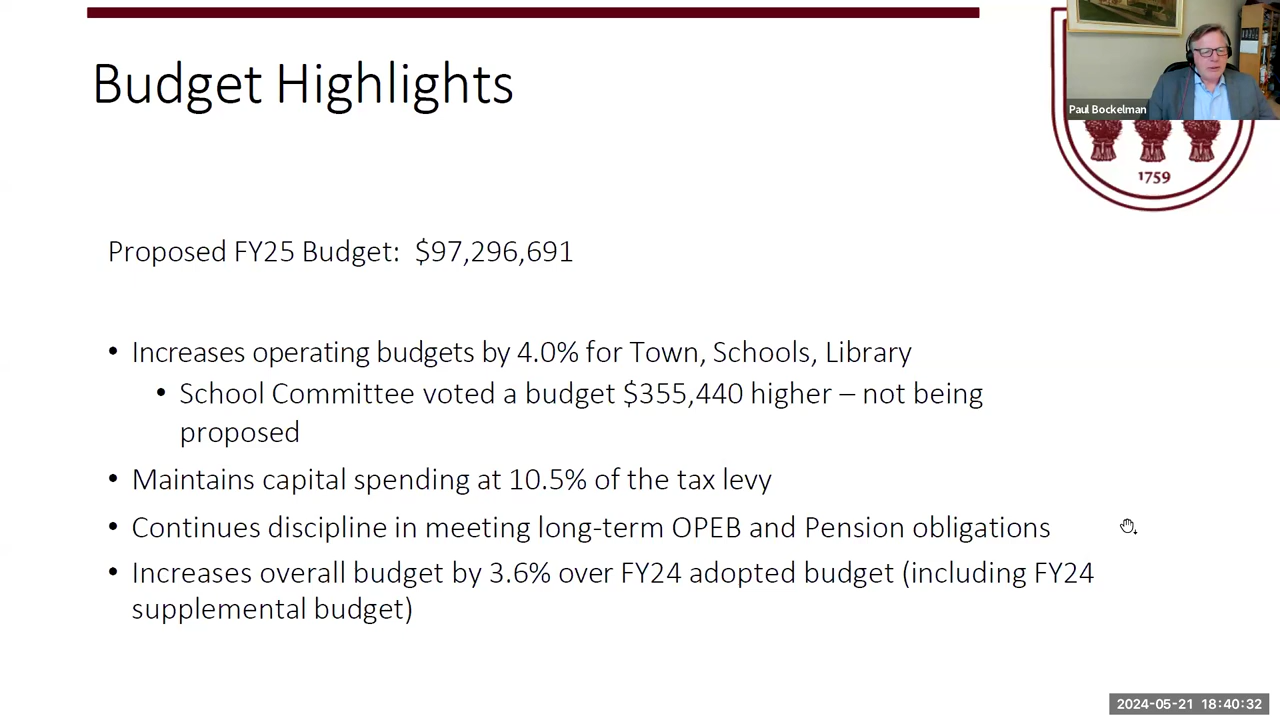 Budget Highlights
Paul Bockelman
1759
Proposed FY25 Budget: $97,296,691
• Increases operating budgets by 4.0% for Town, Schools, Library
• School Committee voted a budget $355,440 higher – not being
proposed
• Maintains capital spending at 10.5% of the tax levy
• Continues discipline in meeting long-term OPEB and Pension obligations
• Increases overall budget by 3.6% over FY24 adopted budget (including FY24
supplemental budget)
2024-05-21 18:40:32